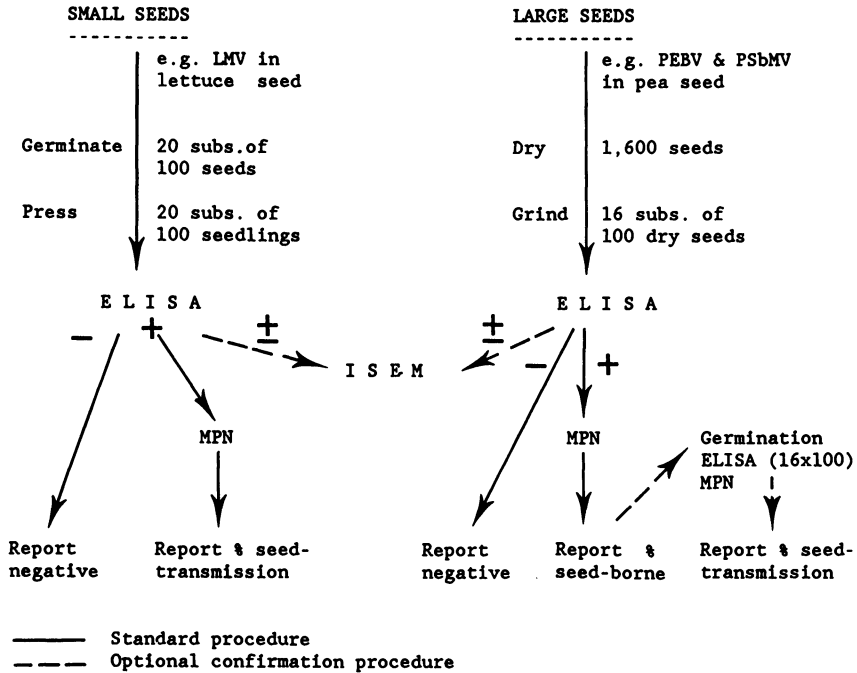 SMALL SEEDS
e.g. LMV in
lettuce seed
Germinate
20 subs.of
100 seeds
Press
20 subs. of
100 seedlings
E L I S A
−
+
±
LARGE SEEDS
e.g. PEBV & PSbMV
in pea seed
Dry
1,600 seeds
Grind
16 subs. of
100 dry seeds
E L I S A
±
−
+
I S E M
MPN
Report
negative
Report % seed-
transmission
MPN
Germination
ELISA (16x100)
MPN
Report
negative
Report %
seed-borne
Report % seed-
transmission
Standard procedure
Optional confirmation procedure